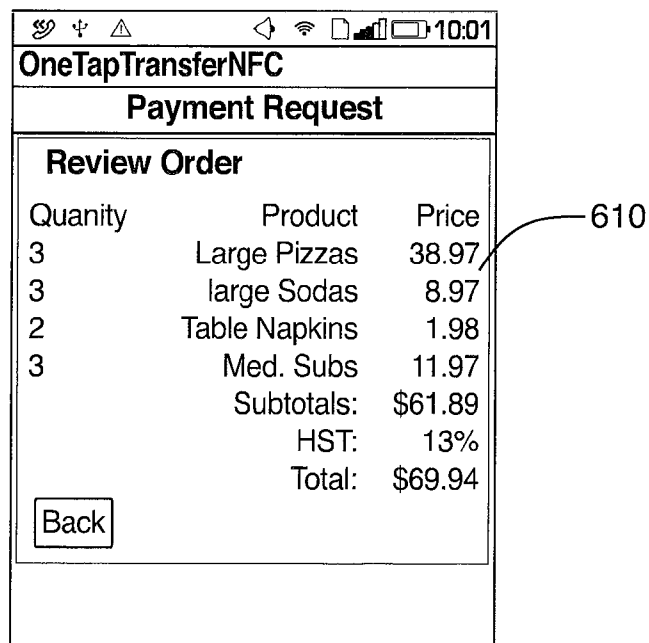 10:01
OneTapTransferNFC
Payment Request
Review Order
Quanity Product Price
3 Large Pizzas 38.97
3 large Sodas 8.97
2 Table Napkins 1.98
3 Med. Subs 11.97
Subtotals: $61.89
HST: 13%
Total: $69.94
Back
610